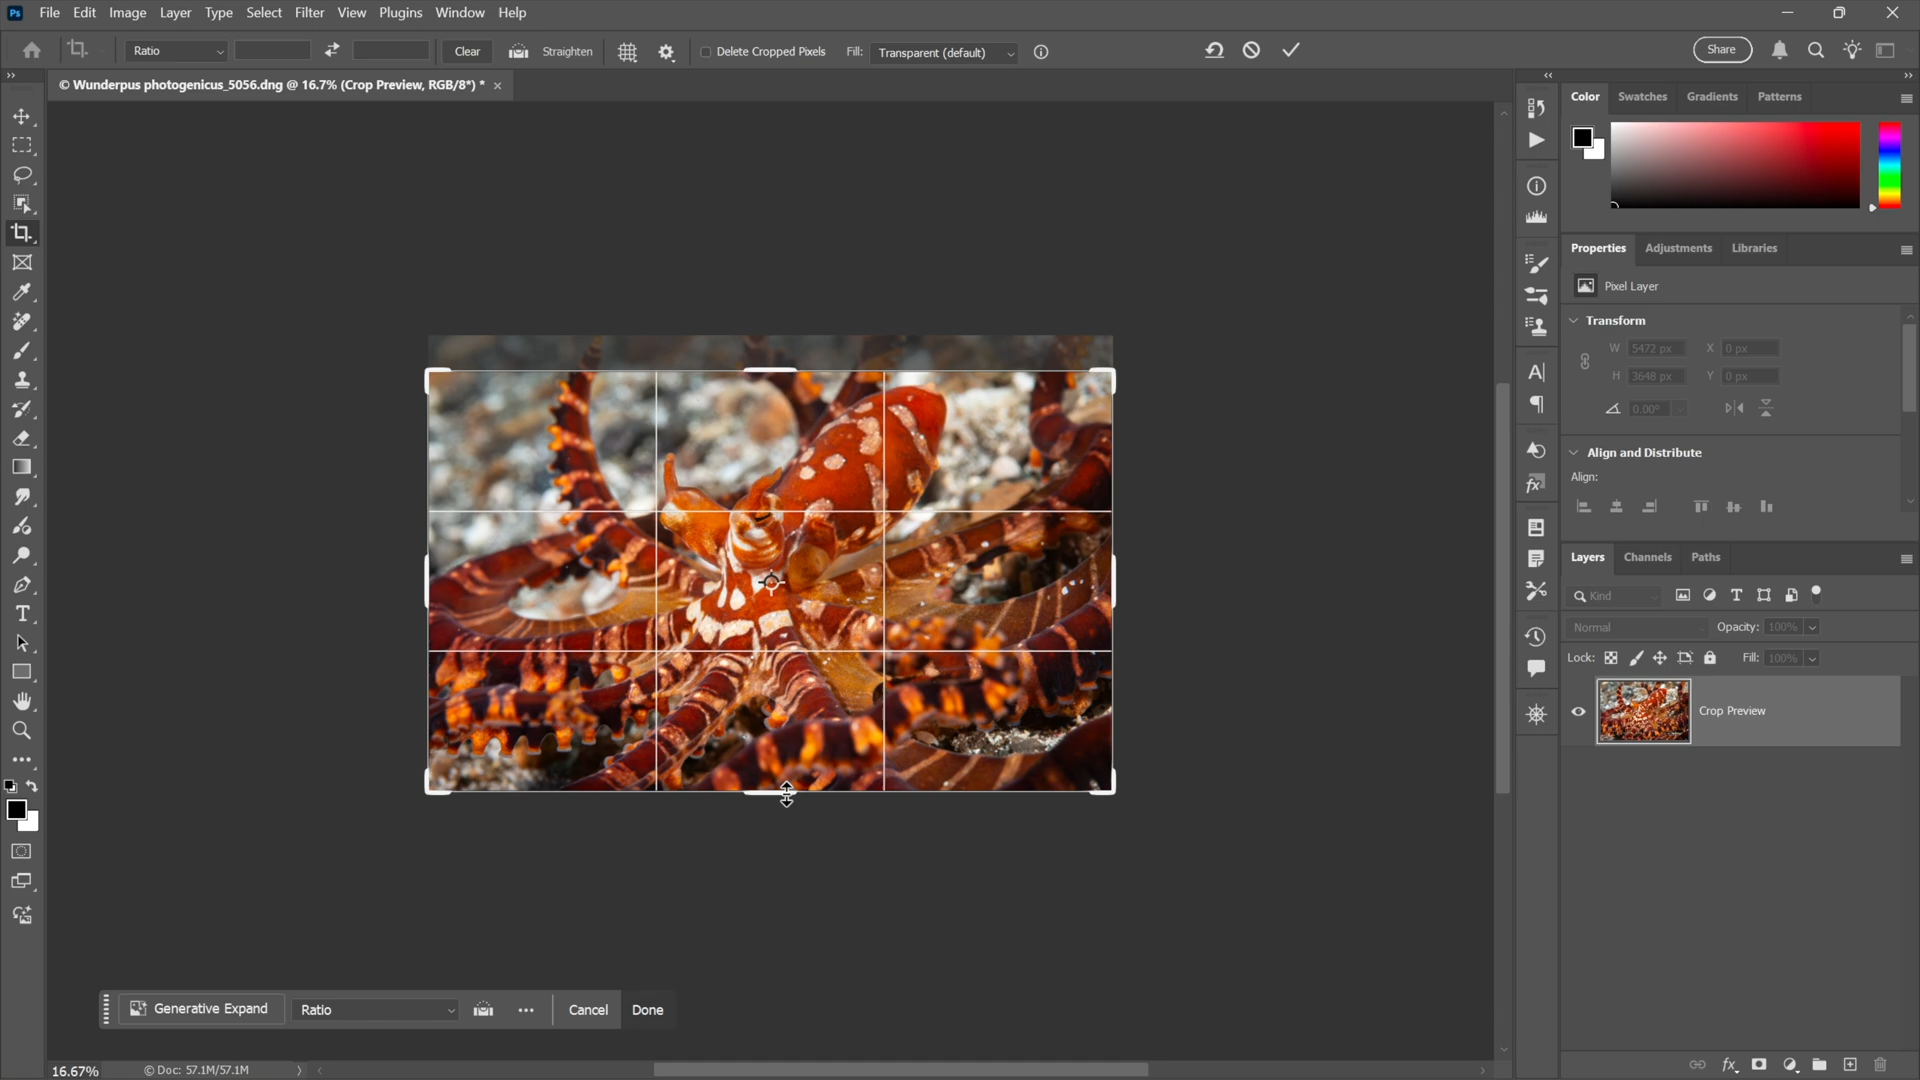 Ps File Edit Image Layer Type Select Filter View Plugins Window Help
Ratio Clear Straighten Delete Cropped Pixels Fill: Transparent (default) Share
© Wunderpus photogenicus_5056.dng @ 16.7% (Crop Preview, RGB/8*) *
Color Swatches Gradients Patterns
Properties Adjustments Libraries
Pixel Layer
Transform
W 5472 px X 0 px
H 3648 px Y 0 px
0.00°
Align and Distribute
Align:
Layers Channels Paths
Kind
Normal Opacity: 100%
Lock: Fill: 100%
Crop Preview
Generative Expand Ratio Cancel Done
16.67% © Doc: 57.1M/57.1M